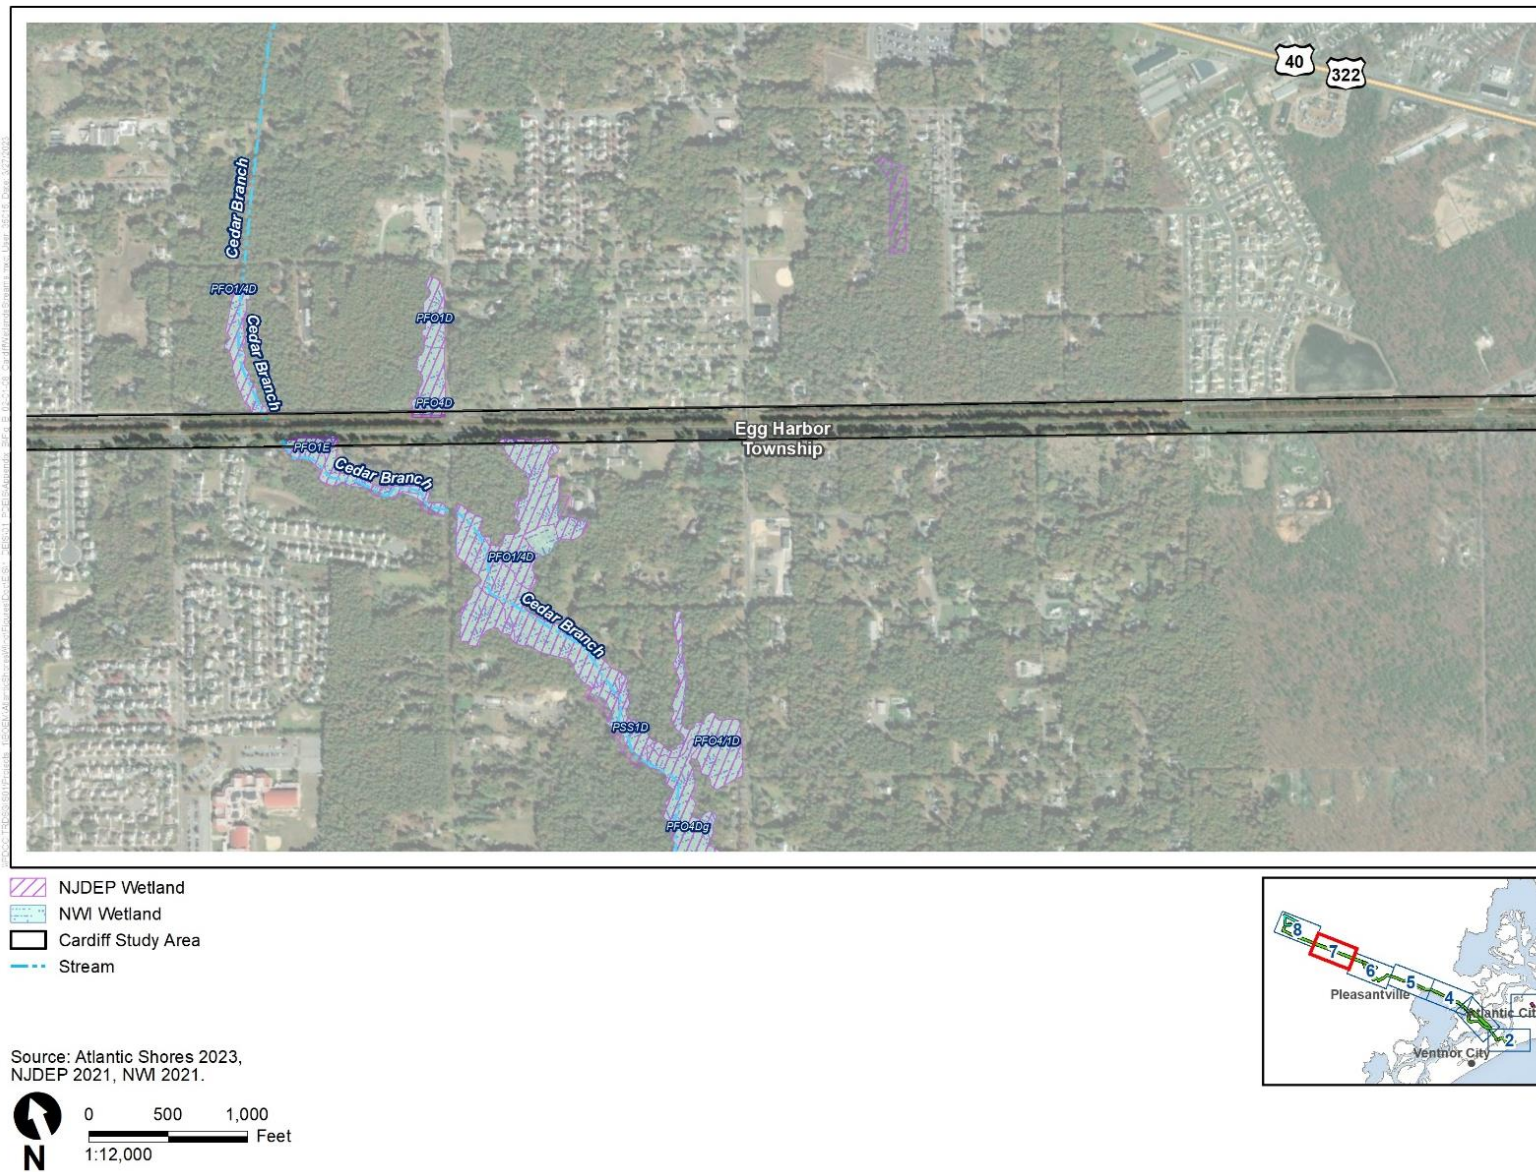 40
322
Cedar Branch
PFO1/4D
Cedar Branch
PFO1D
PFO4D
Egg Harbor
Township
PFO1E
Cedar Branch
PFO1/4D
Cedar Branch
PSS1D
PFO4/1D
PFO4Dg
NJDEP Wetland
NWI Wetland
Cardiff Study Area
Stream
8
7
6
5
4
2
Pleasantville
Atlantic Cit
Ventnor City
Source: Atlantic Shores 2023,
NJDEP 2021, NWI 2021.
N
0 500 1,000
Feet
1:12,000